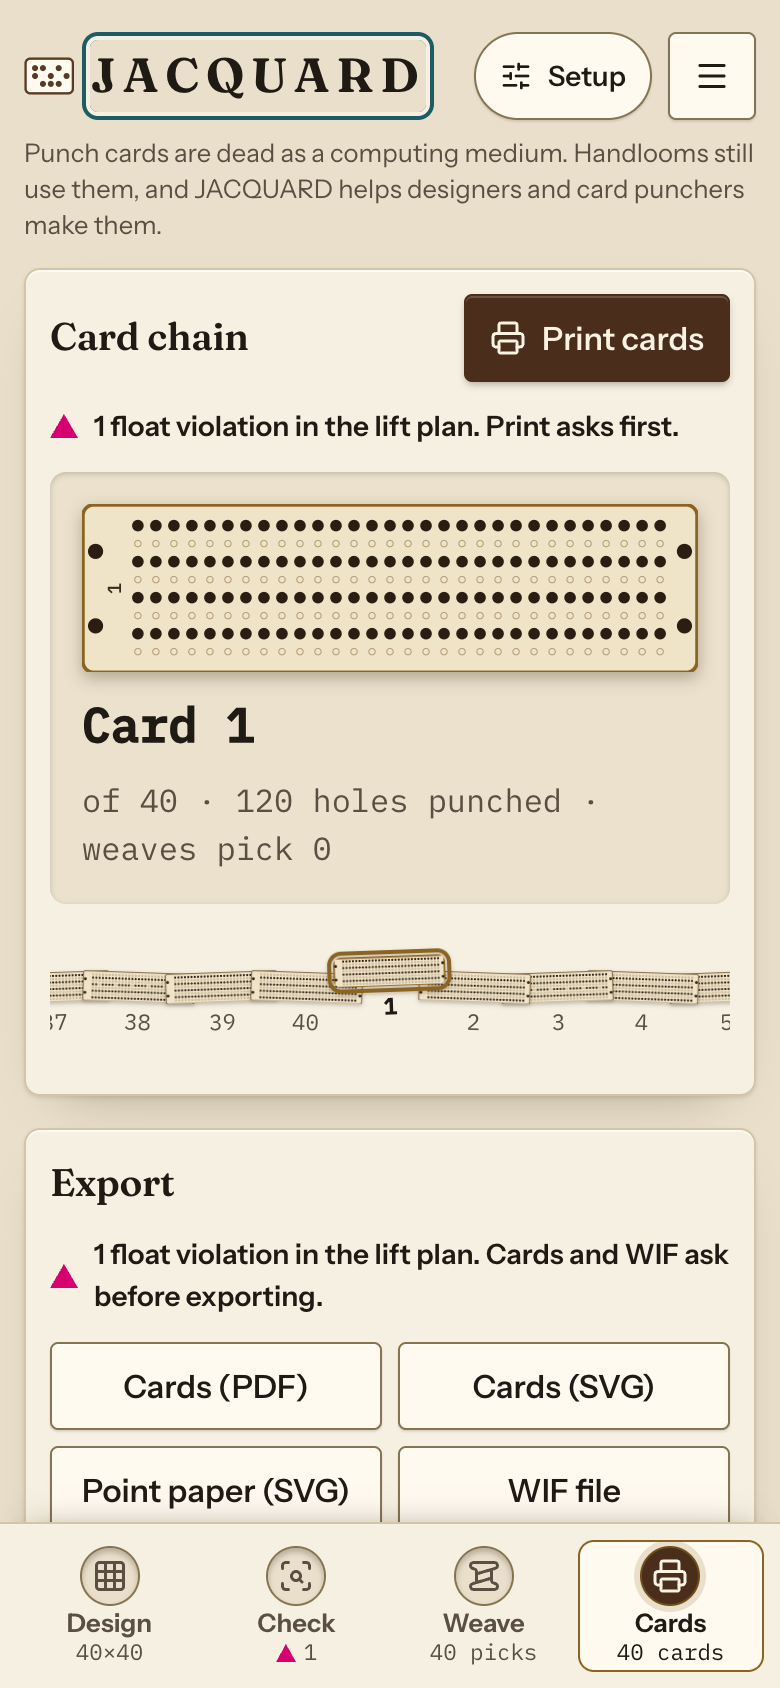 JACQUARD
Setup
Punch cards are dead as a computing medium. Handlooms still
use them, and JACQUARD helps designers and card punchers
make them.
Card chain
Print cards
1 float violation in the lift plan. Print asks first.
1
Card 1
of 40 · 120 holes punched ·
weaves pick 0
37 38 39 40 1 2 3 4 5
Export
1 float violation in the lift plan. Cards and WIF ask
before exporting.
Cards (PDF)
Cards (SVG)
Point paper (SVG)
WIF file
Design
40×40
Check
1
Weave
40 picks
Cards
40 cards